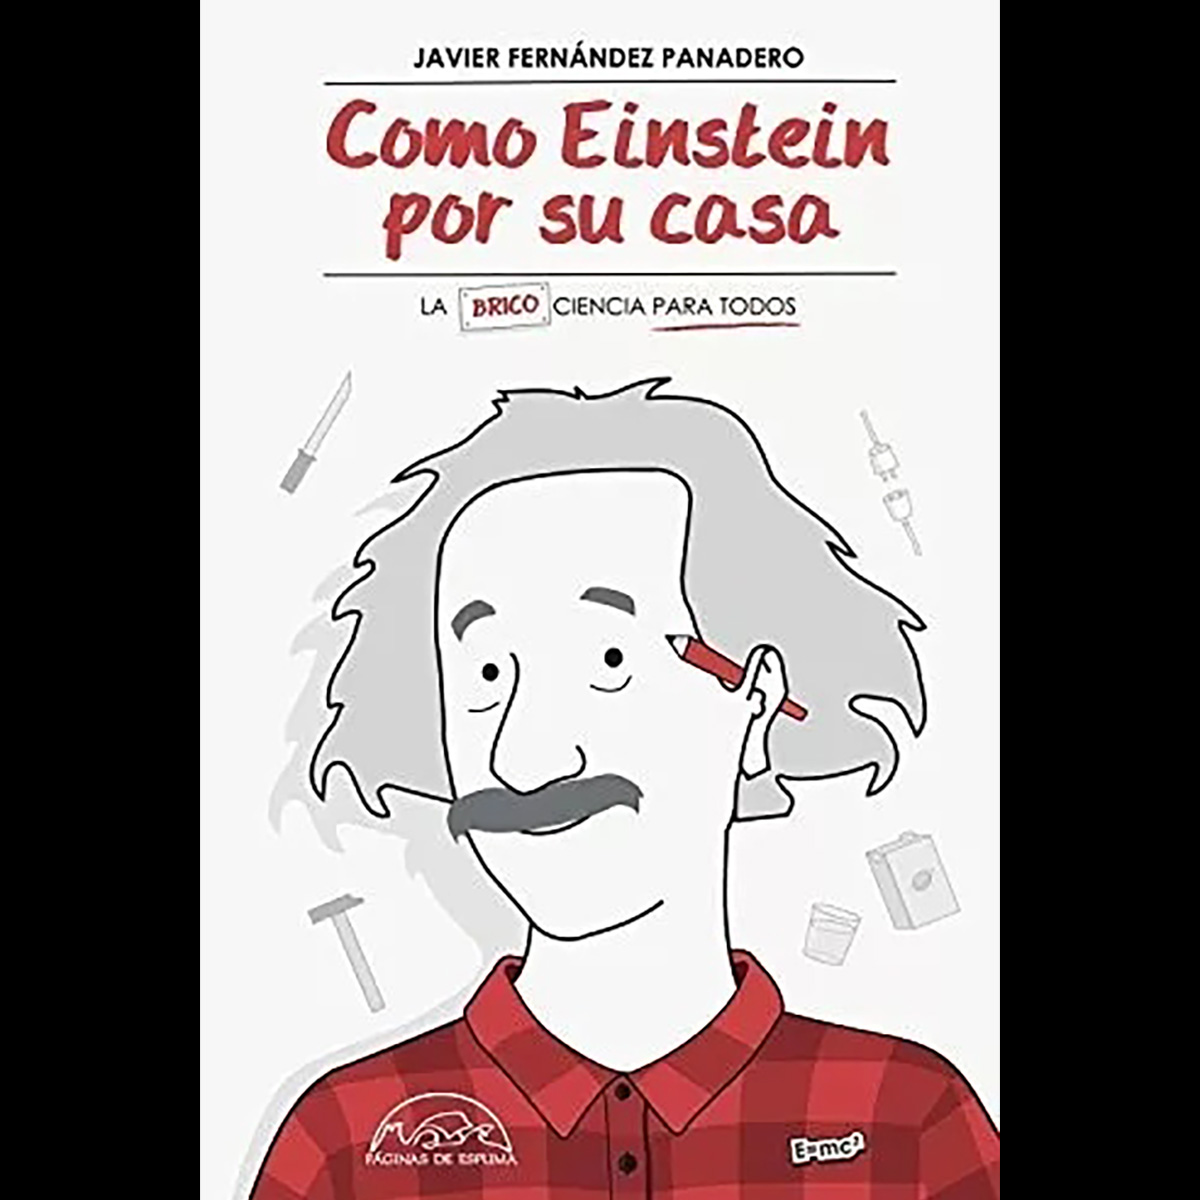 JAVIER FERNÁNDEZ PANADERO
Como Einstein
por su casa
LA BRICO CIENCIA PARA TODOS
PÁGINAS DE ESPUMA
E=mc²